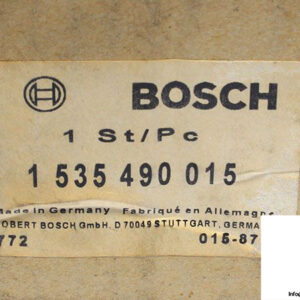 BOSCH
1 St/Pc
1 535 490 015
Made in Germany Fabriqué en Allemagne
ROBERT BOSCH GmbH. D 70049 STUTTGART, GERMANY
772 015-87